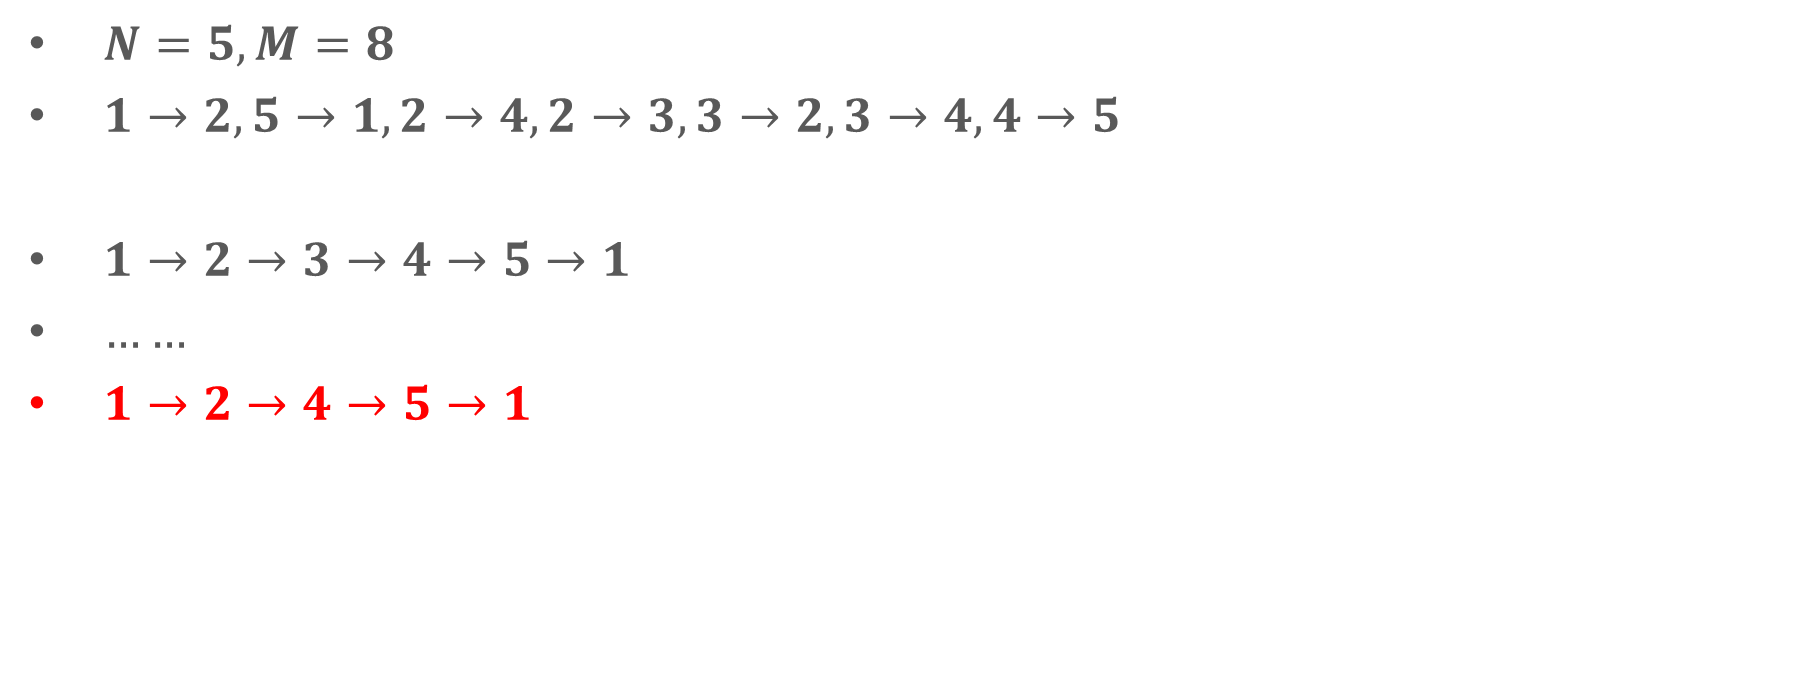 • N = 5, M = 8
• 1 → 2, 5 → 1, 2 → 4, 2 → 3, 3 → 2, 3 → 4, 4 → 5
• 1 → 2 → 3 → 4 → 5 → 1
• … …
• 1 → 2 → 4 → 5 → 1